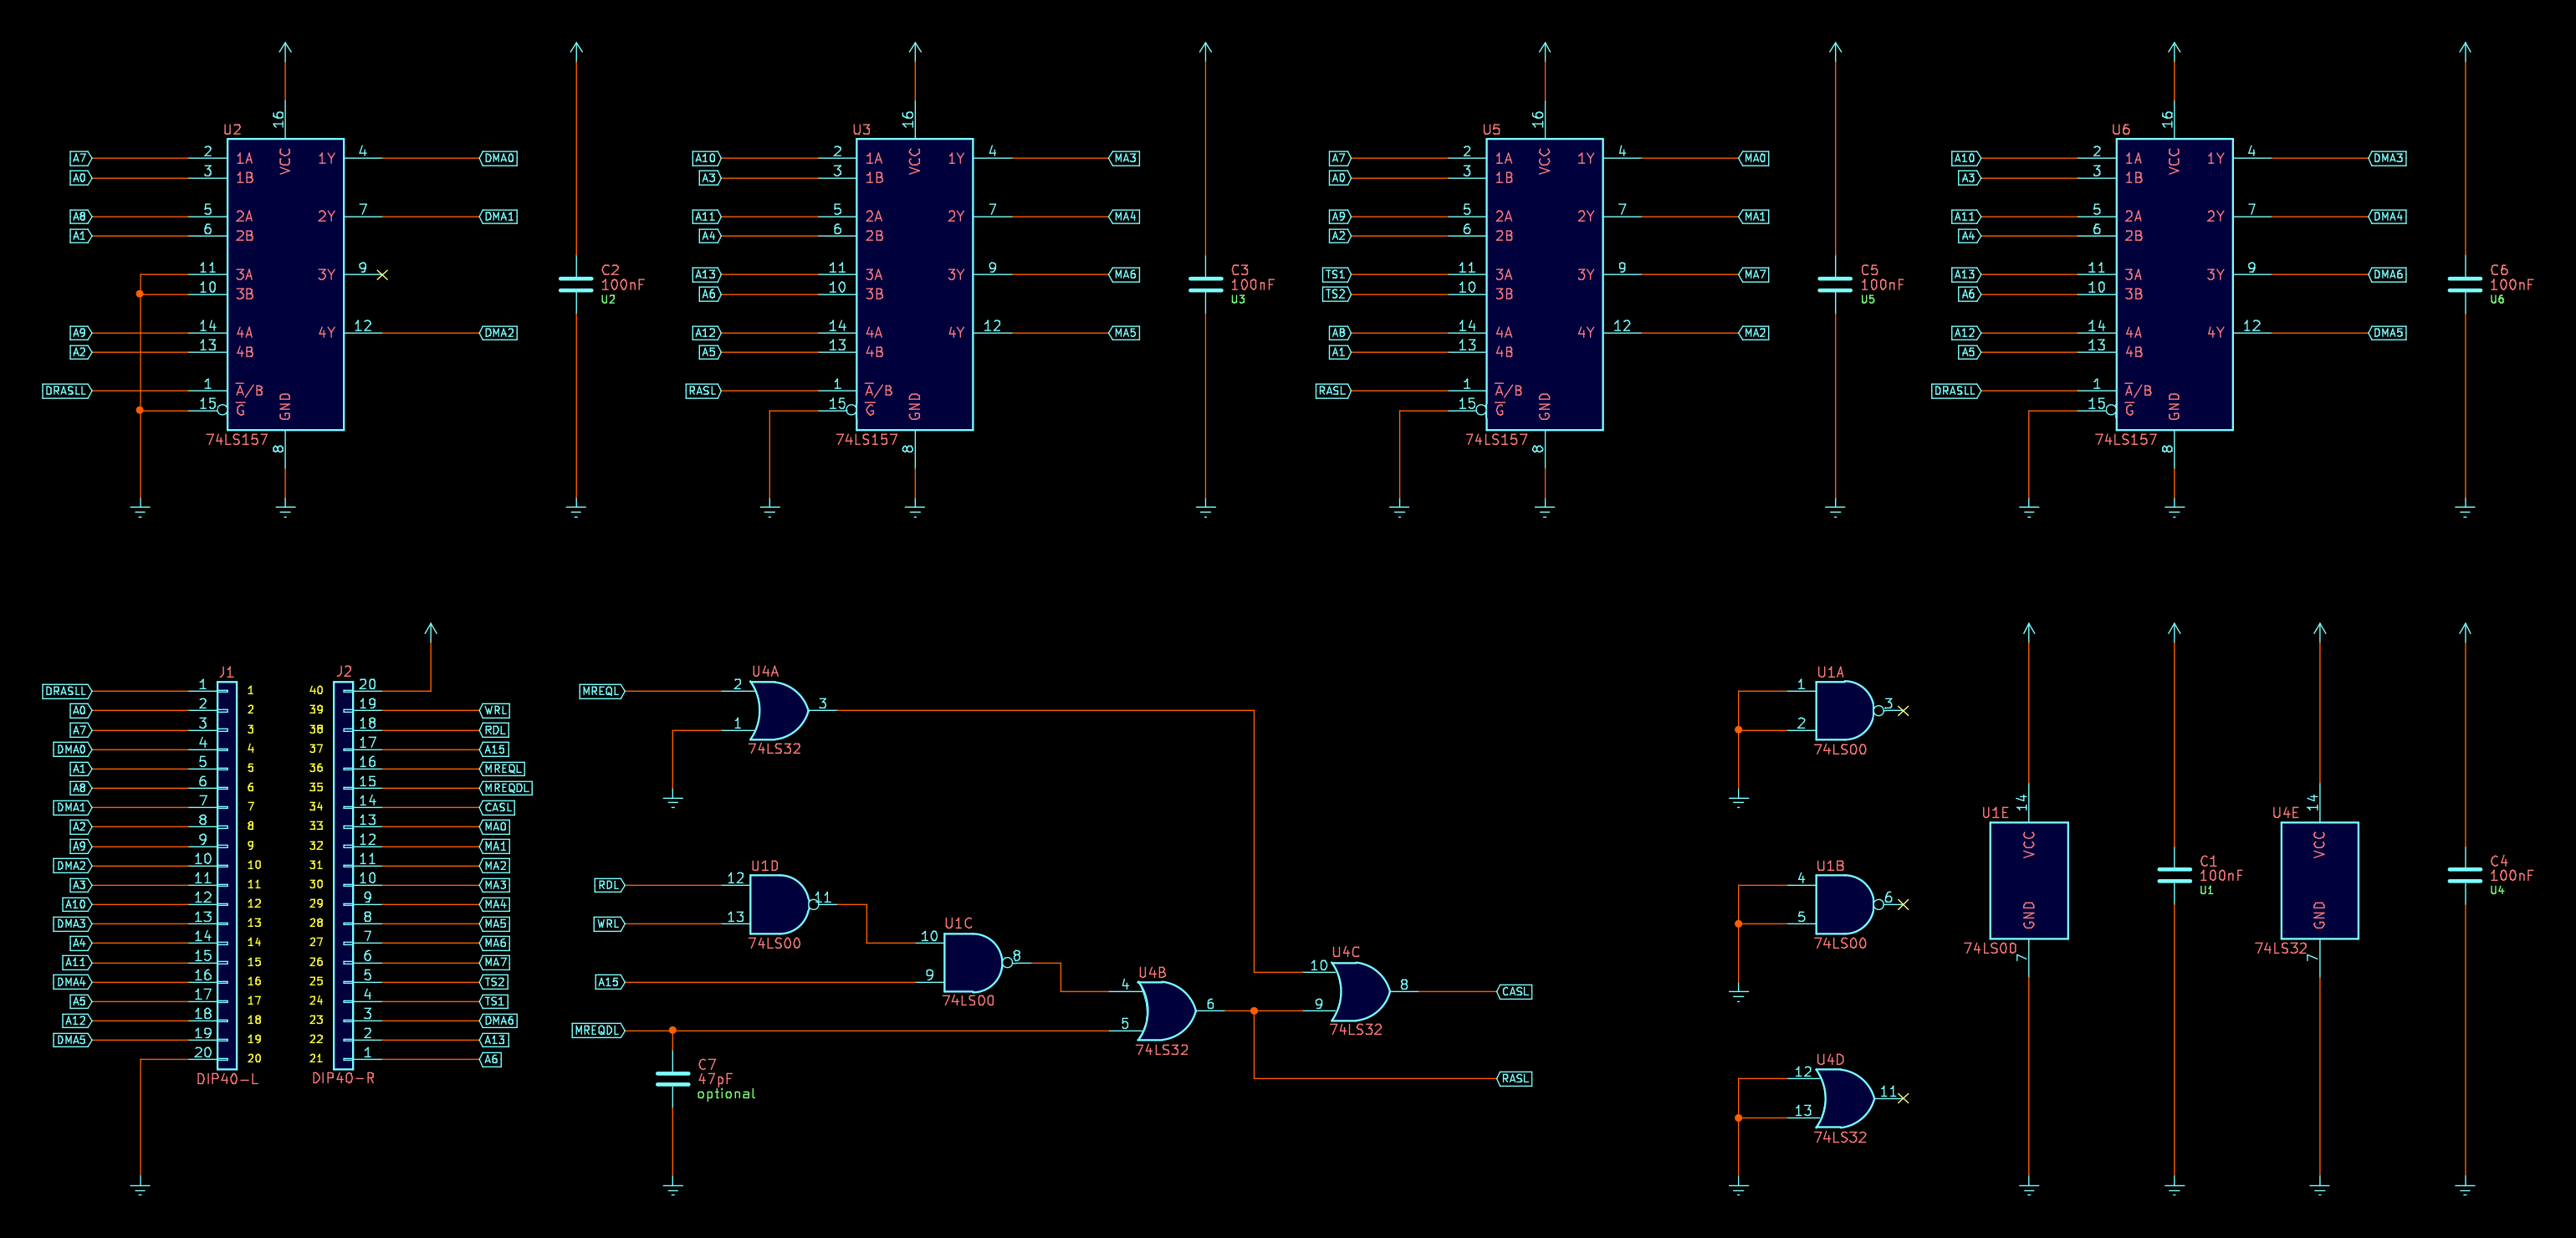 U2
16
A7 2 1A VCC 1Y 4 DMA0
A0 3 1B
A8 5 2A 2Y 7 DMA1
A1 6 2B
11 3A 3Y 9
10 3B
A9 14 4A 4Y 12 DMA2
A2 13 4B
DRASLL 1 A/B
15 G GND
74LS157
8
C2
100nF
U2
U3
16
A10 2 1A VCC 1Y 4 MA3
A3 3 1B
A11 5 2A 2Y 7 MA4
A4 6 2B
A13 11 3A 3Y 9 MA6
A6 10 3B
A12 14 4A 4Y 12 MA5
A5 13 4B
RASL 1 A/B
15 G GND
74LS157
8
C3
100nF
U3
U5
16
A7 2 1A VCC 1Y 4 MA0
A0 3 1B
A9 5 2A 2Y 7 MA1
A2 6 2B
TS1 11 3A 3Y 9 MA7
TS2 10 3B
A8 14 4A 4Y 12 MA2
A1 13 4B
RASL 1 A/B
15 G GND
74LS157
8
C5
100nF
U5
U6
16
A10 2 1A VCC 1Y 4 DMA3
A3 3 1B
A11 5 2A 2Y 7 DMA4
A4 6 2B
A13 11 3A 3Y 9 DMA6
A6 10 3B
A12 14 4A 4Y 12 DMA5
A5 13 4B
DRASLL 1 A/B
15 G GND
74LS157
8
C6
100nF
U6
J1
DRASLL 1 1
A0 2 2
A7 3 3
DMA0 4 4
A1 5 5
A8 6 6
DMA1 7 7
A2 8 8
A9 9 9
DMA2 10 10
A3 11 11
A10 12 12
DMA3 13 13
A4 14 14
A11 15 15
DMA4 16 16
A5 17 17
A12 18 18
DMA5 19 19
20 20
DIP40-L
J2
40 20
39 19 WRL
38 18 RDL
37 17 A15
36 16 MREQL
35 15 MREQDL
34 14 CASL
33 13 MA0
32 12 MA1
31 11 MA2
30 10 MA3
29 9 MA4
28 8 MA5
27 7 MA6
26 6 MA7
25 5 TS2
24 4 TS1
23 3 DMA6
22 2 A13
21 1 A6
DIP40-R
U4A
MREQL 2
3
1
74LS32
U1D
RDL 12
11
WRL 13
74LS00
U1C
10
8
A15 9
74LS00
U4B
4
6
MREQDL 5
74LS32
C7
47pF
optional
U4C
10
8 CASL
9
74LS32
RASL
U1A
1
3
2
74LS00
U1B
4
6
5
74LS00
U4D
12
11
13
74LS32
14
U1E
VCC
GND
74LS00
7
C1
100nF
U1
14
U4E
VCC
GND
74LS32
7
C4
100nF
U4